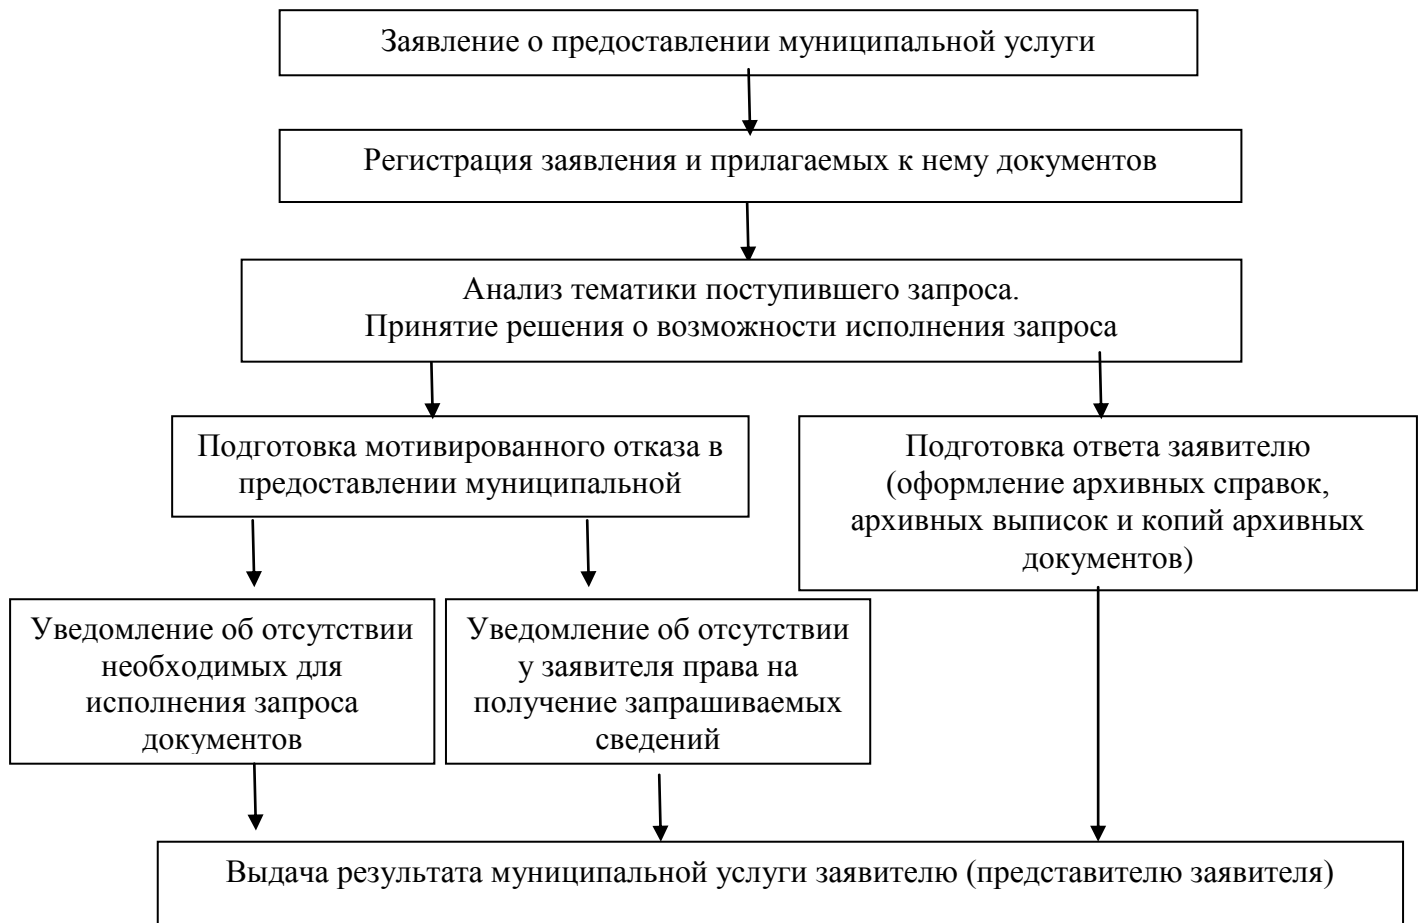 Заявление о предоставлении муниципальной услуги
Регистрация заявления и прилагаемых к нему документов
Анализ тематики поступившего запроса.
Принятие решения о возможности исполнения запроса
Подготовка мотивированного отказа в
предоставлении муниципальной
Подготовка ответа заявителю
(оформление архивных справок,
архивных выписок и копий архивных
документов)
Уведомление об отсутствии
необходимых для
исполнения запроса
документов
Уведомление об отсутствии
у заявителя права на
получение запрашиваемых
сведений
Выдача результата муниципальной услуги заявителю (представителю заявителя)